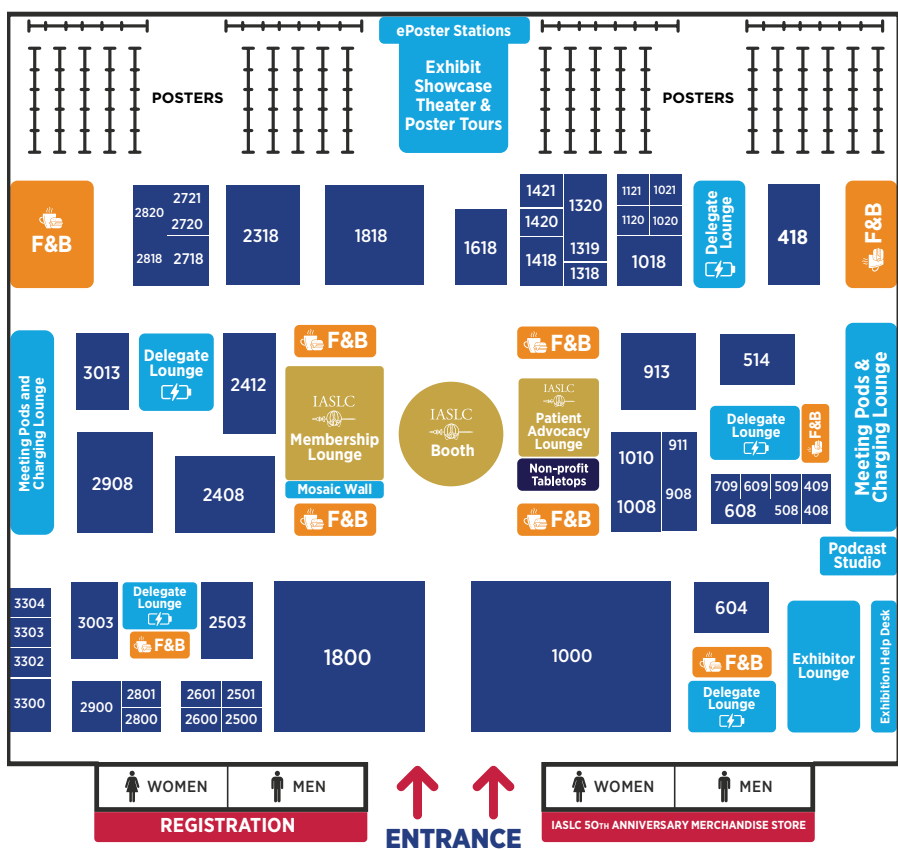 ePoster Stations
Exhibit
Showcase
Theater &
Poster Tours
POSTERS
POSTERS
F&B
2820
2721
2720
2818
2718
2318
1818
1618
1421
1420
1418
1320
1319
1318
1121
1021
1120
1020
1018
Delegate
Lounge
418
F&B
Meeting Pods and
Charging Lounge
3013
Delegate
Lounge
2412
F&B
IASLC
Membership
Lounge
Mosaic Wall
F&B
2908
2408
IASLC
Booth
F&B
IASLC
Patient
Advocacy
Lounge
Non-profit
Tabletops
F&B
913
514
1010
911
1008
908
Delegate
Lounge
F&B
709
609
509
409
608
508
408
Meeting Pods &
Charging Lounge
Podcast
Studio
3304
3303
3302
3300
3003
Delegate
Lounge
F&B
2503
2900
2801
2800
2601
2501
2600
2500
1800
1000
604
F&B
Delegate
Lounge
Exhibitor
Lounge
Exhibition Help Desk
WOMEN
MEN
REGISTRATION
ENTRANCE
WOMEN
MEN
IASLC 50TH ANNIVERSARY MERCHANDISE STORE